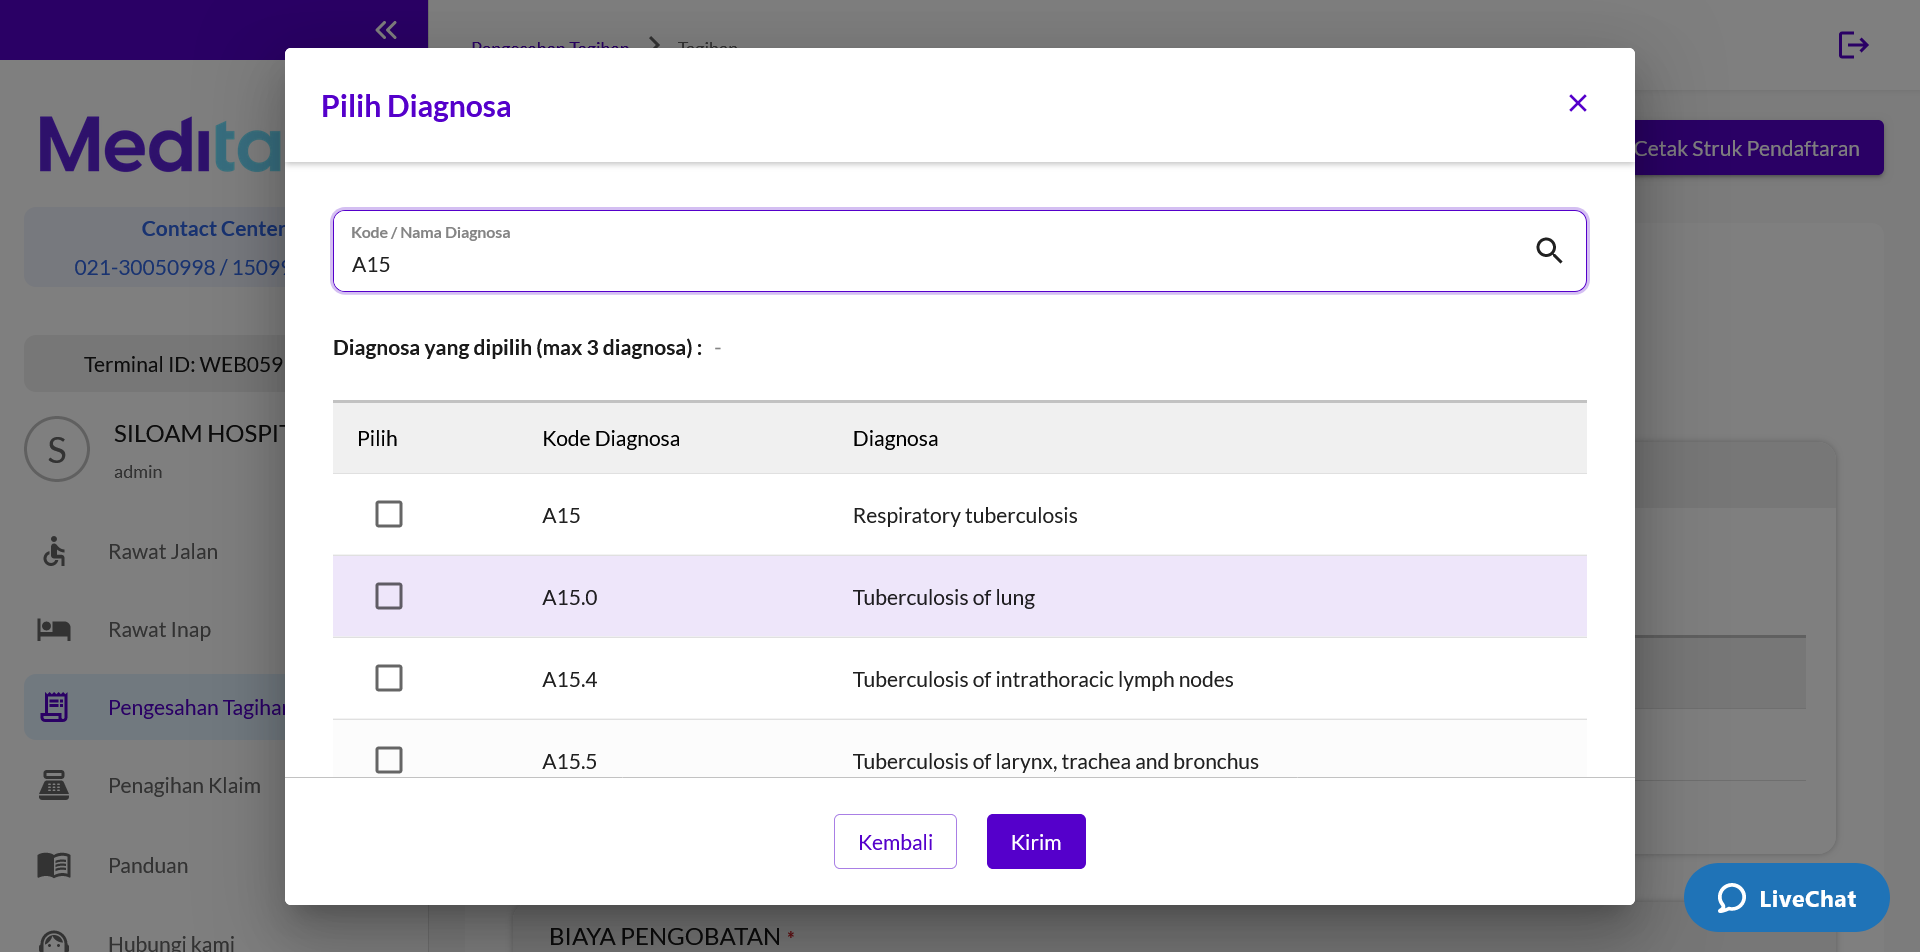 Pengesahan Tagihan > Tagihan
Medita
Contact Center
021-30050998 / 1509
Terminal ID: WEB059
S
SILOAM HOSPIT
admin
Rawat Jalan
Rawat Inap
Pengesahan Tagihan
Penagihan Klaim
Panduan
Hubungi kami
Cetak Struk Pendaftaran
Pilih Diagnosa
Kode / Nama Diagnosa
A15
Diagnosa yang dipilih (max 3 diagnosa) : -
Pilih Kode Diagnosa Diagnosa
A15 Respiratory tuberculosis
A15.0 Tuberculosis of lung
A15.4 Tuberculosis of intrathoracic lymph nodes
A15.5 Tuberculosis of larynx, trachea and bronchus
Kembali Kirim
BIAYA PENGOBATAN *
LiveChat